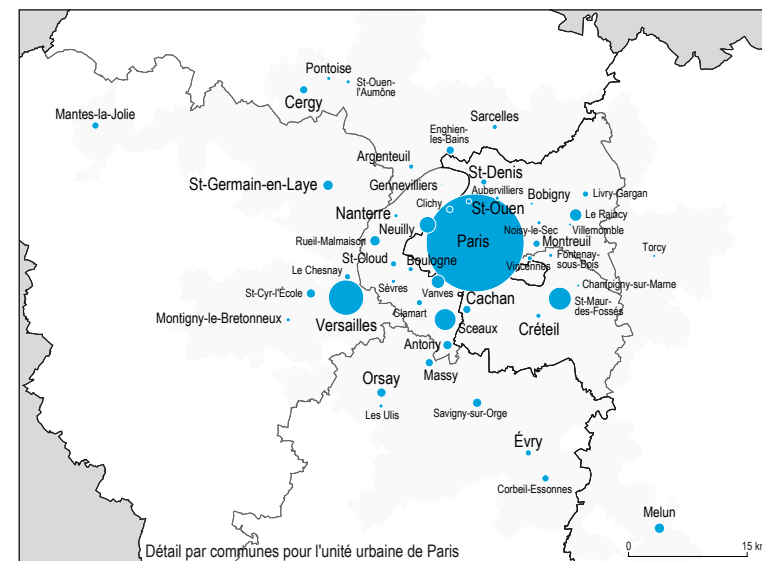 Pontoise
St-Ouen-
l'Aumône
Cergy
Mantes-la-Jolie
Sarcelles
Enghien-
les-Bains
Argenteuil
St-Denis
Gennevilliers
Aubervilliers
St-Germain-en-Laye
Bobigny
Livry-Gargan
Clichy
St-Ouen
Nanterre
Le Raincy
Neuilly
Noisy-le-Sec
Villemomble
Rueil-Malmaison
Paris
Montreuil
Torcy
St-Cloud
Boulogne
Vincennes
Fontenay-
sous-Bois
Le Chesnay
Sèvres
Champigny-sur-Marne
St-Cyr-l'École
Vanves
Cachan
St-Maur-
des-Fossés
Clamart
Montigny-le-Bretonneux
Versailles
Sceaux
Créteil
Antony
Massy
Orsay
Les Ulis
Savigny-sur-Orge
Évry
Corbeil-Essonnes
Melun
Détail par communes pour l'unité urbaine de Paris
0 15 km